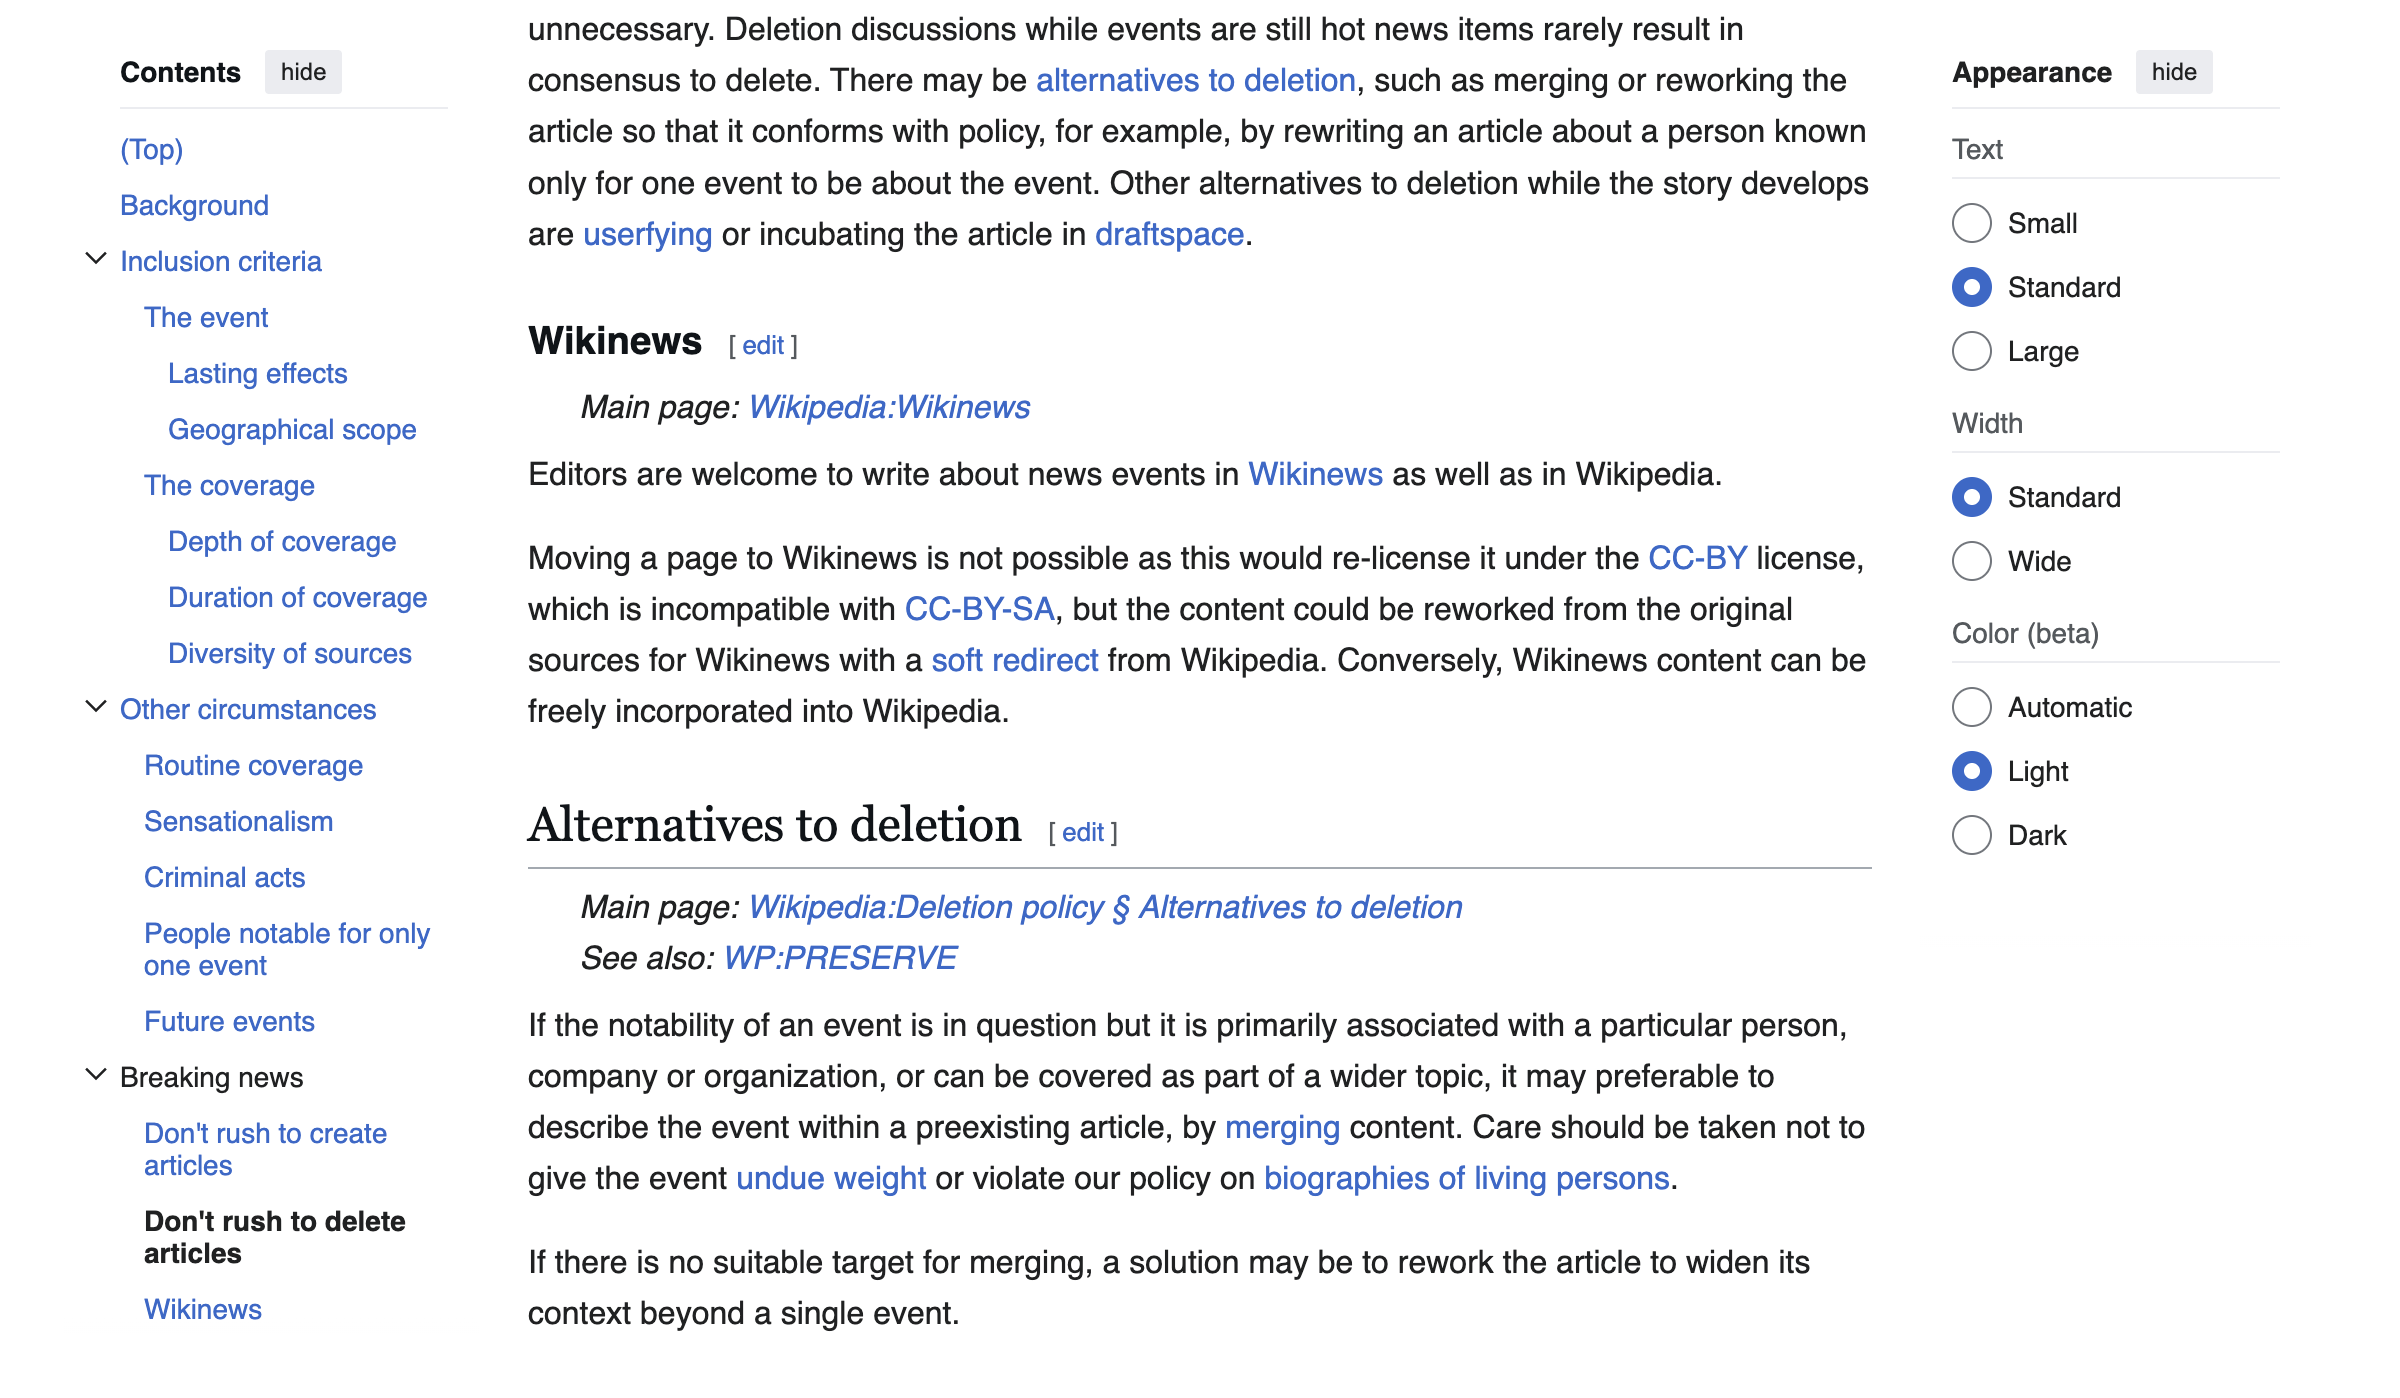 Contents hide
(Top)
Background
Inclusion criteria
The event
Lasting effects
Geographical scope
The coverage
Depth of coverage
Duration of coverage
Diversity of sources
Other circumstances
Routine coverage
Sensationalism
Criminal acts
People notable for only
one event
Future events
Breaking news
Don't rush to create
articles
Don't rush to delete
articles
Wikinews
unnecessary. Deletion discussions while events are still hot news items rarely result in
consensus to delete. There may be alternatives to deletion, such as merging or reworking the
article so that it conforms with policy, for example, by rewriting an article about a person known
only for one event to be about the event. Other alternatives to deletion while the story develops
are userfying or incubating the article in draftspace.
Wikinews [ edit ]
Main page: Wikipedia:Wikinews
Editors are welcome to write about news events in Wikinews as well as in Wikipedia.
Moving a page to Wikinews is not possible as this would re-license it under the CC-BY license,
which is incompatible with CC-BY-SA, but the content could be reworked from the original
sources for Wikinews with a soft redirect from Wikipedia. Conversely, Wikinews content can be
freely incorporated into Wikipedia.
Alternatives to deletion [ edit ]
Main page: Wikipedia:Deletion policy § Alternatives to deletion
See also: WP:PRESERVE
If the notability of an event is in question but it is primarily associated with a particular person,
company or organization, or can be covered as part of a wider topic, it may preferable to
describe the event within a preexisting article, by merging content. Care should be taken not to
give the event undue weight or violate our policy on biographies of living persons.
If there is no suitable target for merging, a solution may be to rework the article to widen its
context beyond a single event.
Appearance hide
Text
Small
Standard
Large
Width
Standard
Wide
Color (beta)
Automatic
Light
Dark